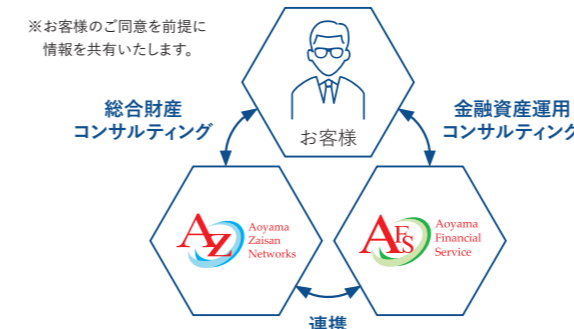 ※お客様のご同意を前提に
情報を共有いたします。
総合財産
コンサルティング
金融資産運用
コンサルティング
お客様
AZ
Aoyama
Zaisan
Networks
AFS
Aoyama
Financial
Service
連携